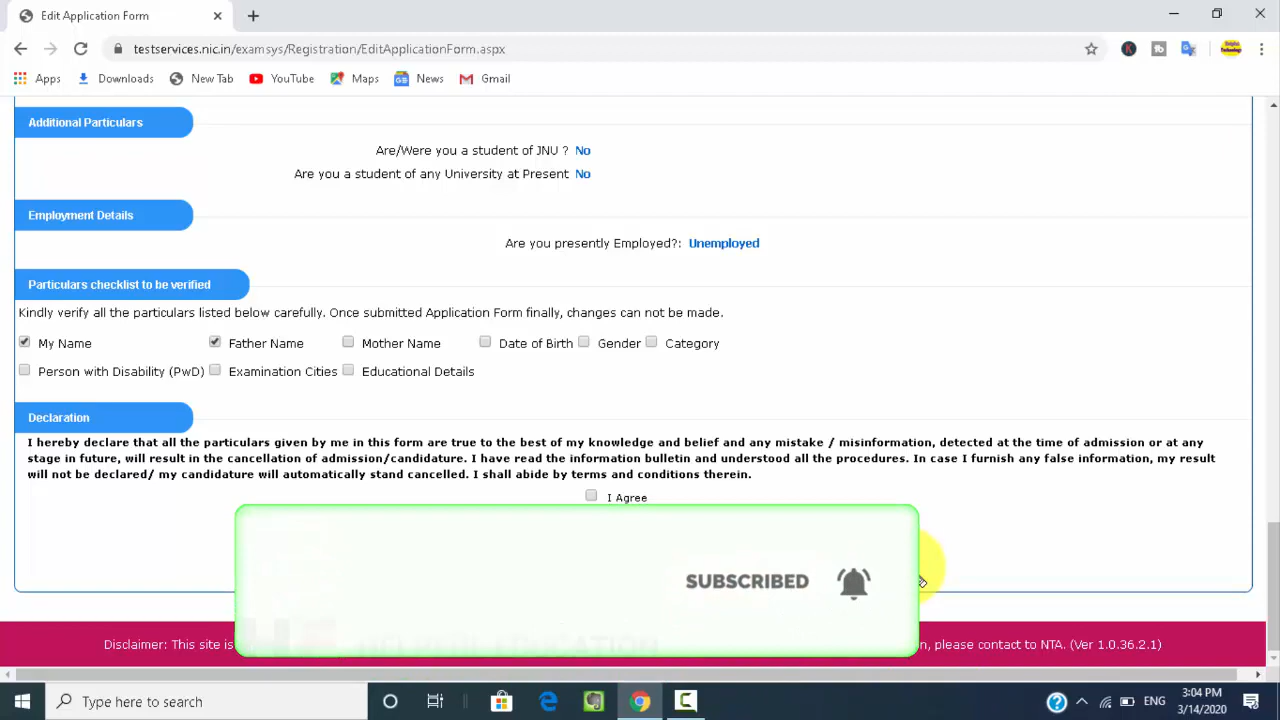 Edit Application Form
testservices.nic.in/examsys/Registration/EditApplicationForm.aspx
Apps Downloads New Tab YouTube Maps News Gmail
Additional Particulars
Are/Were you a student of JNU ? No
Are you a student of any University at Present No
Employment Details
Are you presently Employed?: Unemployed
Particulars checklist to be verified
Kindly verify all the particulars listed below carefully. Once submitted Application Form finally, changes can not be made.
My Name Father Name Mother Name Date of Birth Gender Category
Person with Disability (PwD) Examination Cities Educational Details
Declaration
I hereby declare that all the particulars given by me in this form are true to the best of my knowledge and belief and any mistake / misinformation, detected at the time of admission or at any
stage in future, will result in the cancellation of admission/candidature. I have read the information bulletin and understood all the procedures. In case I furnish any false information, my result
will not be declared/ my candidature will automatically stand cancelled. I shall abide by terms and conditions therein.
I Agree
SUBSCRIBED
Disclaimer: This site is please contact to NTA. (Ver 1.0.36.2.1)
Type here to search
ENG
3:04 PM
3/14/2020